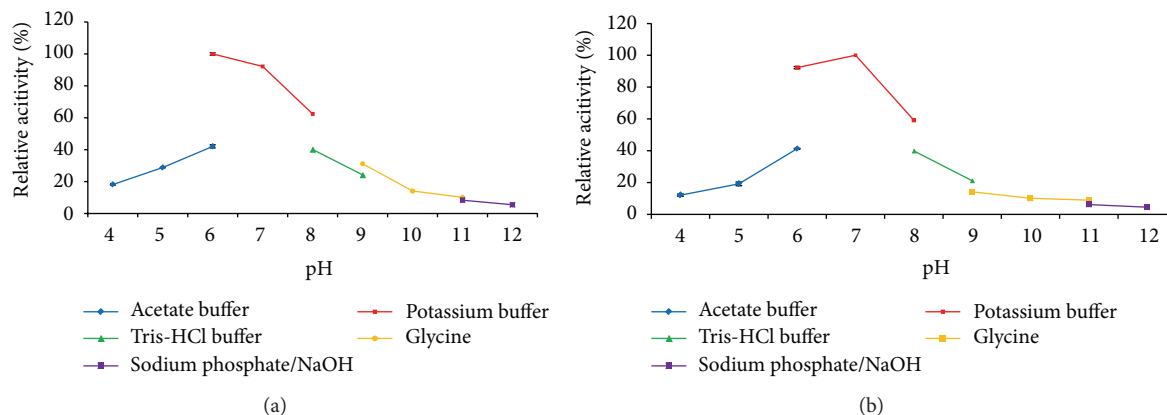 Relative acitivity (%)
120
100
80
60
40
20
0
4 5 6 7 8 9 10 11 12
pH
Acetate buffer
Potassium buffer
Tris-HCl buffer
Glycine
Sodium phosphate/NaOH
(a)
Relative acitivity (%)
120
100
80
60
40
20
0
4 5 6 7 8 9 10 11 12
pH
Acetate buffer
Potassium buffer
Tris-HCl buffer
Glycine
Sodium phosphate/NaOH
(b)